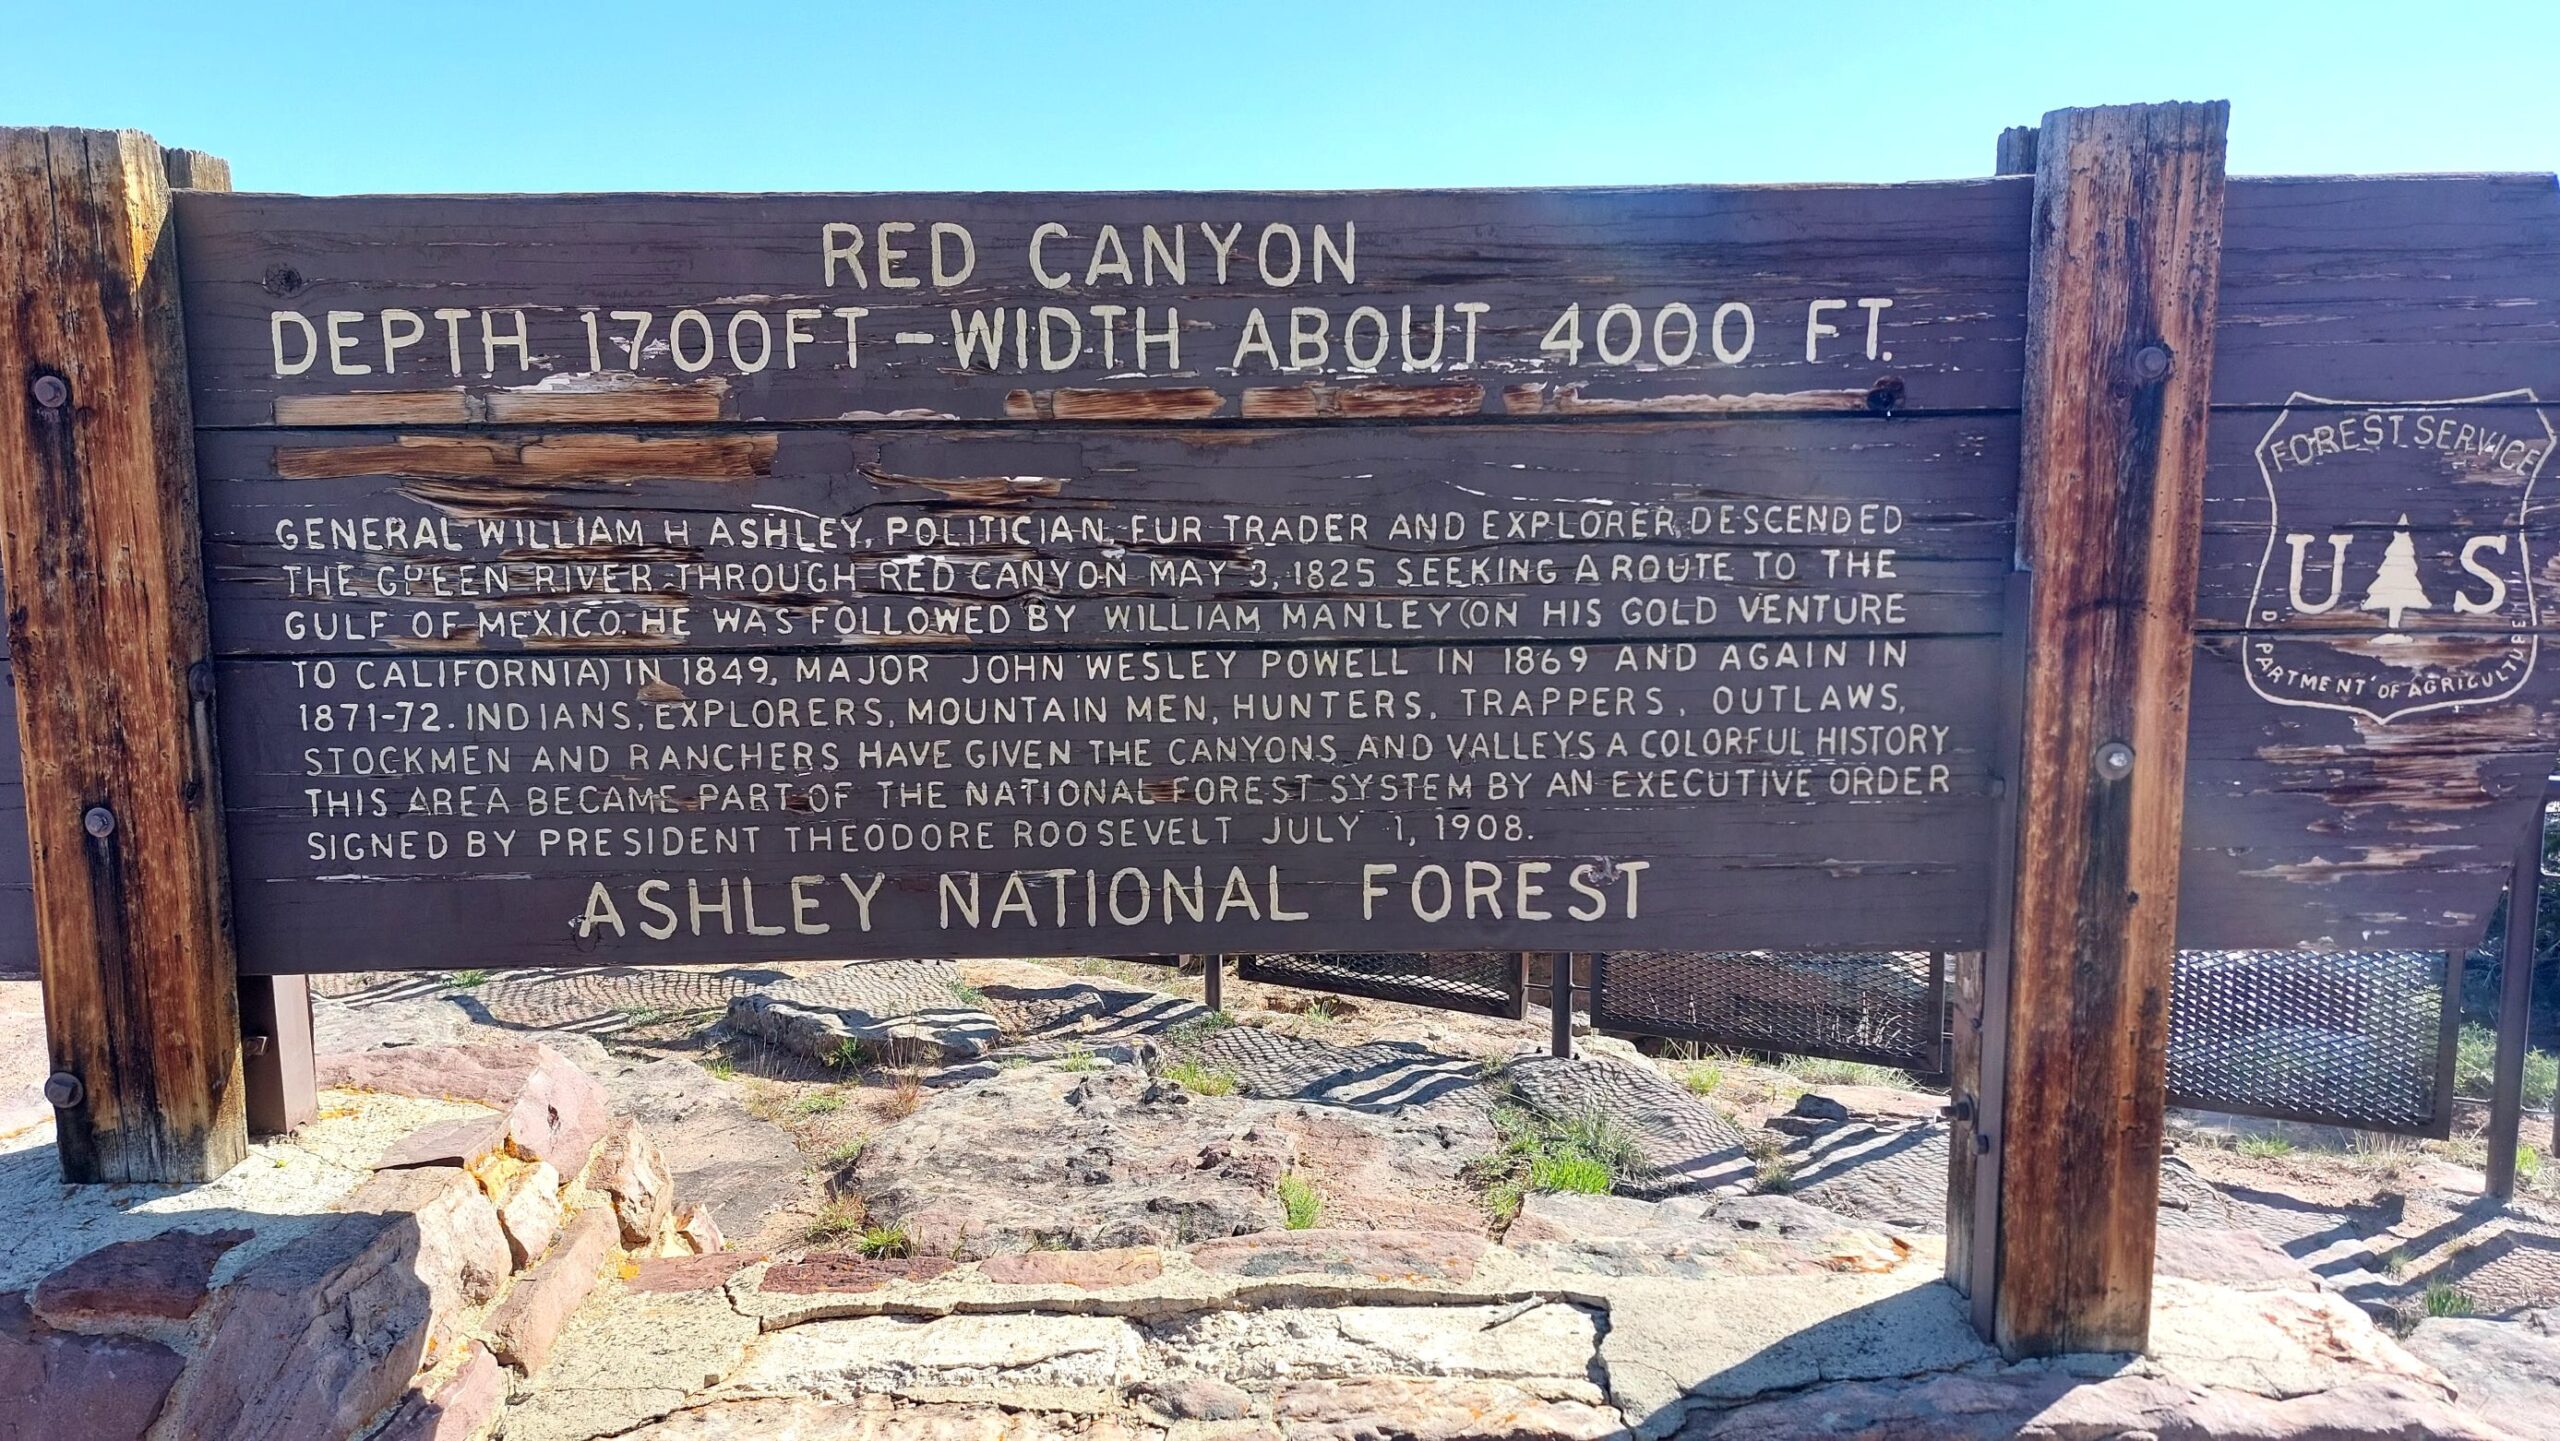 RED CANYON
DEPTH 1700FT-WIDTH ABOUT 4000 FT.
GENERAL WILLIAM H ASHLEY, POLITICIAN, FUR TRADER AND EXPLORER, DESCENDED
THE GREEN RIVER THROUGH RED CANYON MAY 3, 1825 SEEKING A ROUTE TO THE
GULF OF MEXICO. HE WAS FOLLOWED BY WILLIAM MANLEY (ON HIS GOLD VENTURE
TO CALIFORNIA) IN 1849, MAJOR JOHN WESLEY POWELL IN 1869 AND AGAIN IN
1871-72. INDIANS, EXPLORERS, MOUNTAIN MEN, HUNTERS, TRAPPERS, OUTLAWS,
STOCKMEN AND RANCHERS HAVE GIVEN THE CANYONS AND VALLEYS A COLORFUL HISTORY
THIS AREA BECAME PART OF THE NATIONAL FOREST SYSTEM BY AN EXECUTIVE ORDER
SIGNED BY PRESIDENT THEODORE ROOSEVELT JULY 1, 1908.
ASHLEY NATIONAL FOREST
FOREST SERVICE
U S
DEPARTMENT OF AGRICULTURE